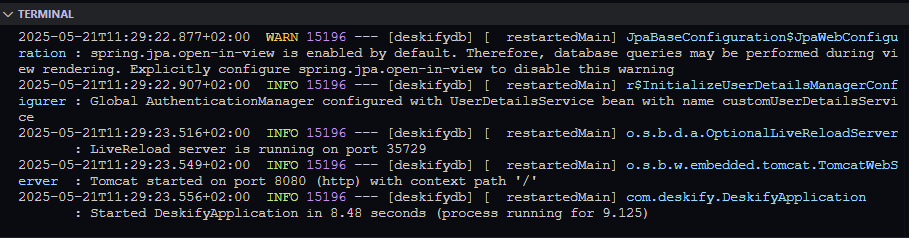 TERMINAL
2025-05-21T11:29:22.877+02:00  WARN 15196 --- [deskifydb] [  restartedMain] JpaBaseConfiguration$JpaWebConfigu
ration : spring.jpa.open-in-view is enabled by default. Therefore, database queries may be performed during vi
ew rendering. Explicitly configure spring.jpa.open-in-view to disable this warning
2025-05-21T11:29:22.907+02:00  INFO 15196 --- [deskifydb] [  restartedMain] r$InitializeUserDetailsManagerConf
igurer : Global AuthenticationManager configured with UserDetailsService bean with name customUserDetailsServi
ce
2025-05-21T11:29:23.516+02:00  INFO 15196 --- [deskifydb] [  restartedMain] o.s.b.d.a.OptionalLiveReloadServer
       : LiveReload server is running on port 35729
2025-05-21T11:29:23.549+02:00  INFO 15196 --- [deskifydb] [  restartedMain] o.s.b.w.embedded.tomcat.TomcatWebS
erver  : Tomcat started on port 8080 (http) with context path '/'
2025-05-21T11:29:23.556+02:00  INFO 15196 --- [deskifydb] [  restartedMain] com.deskify.DeskifyApplication
       : Started DeskifyApplication in 8.48 seconds (process running for 9.125)